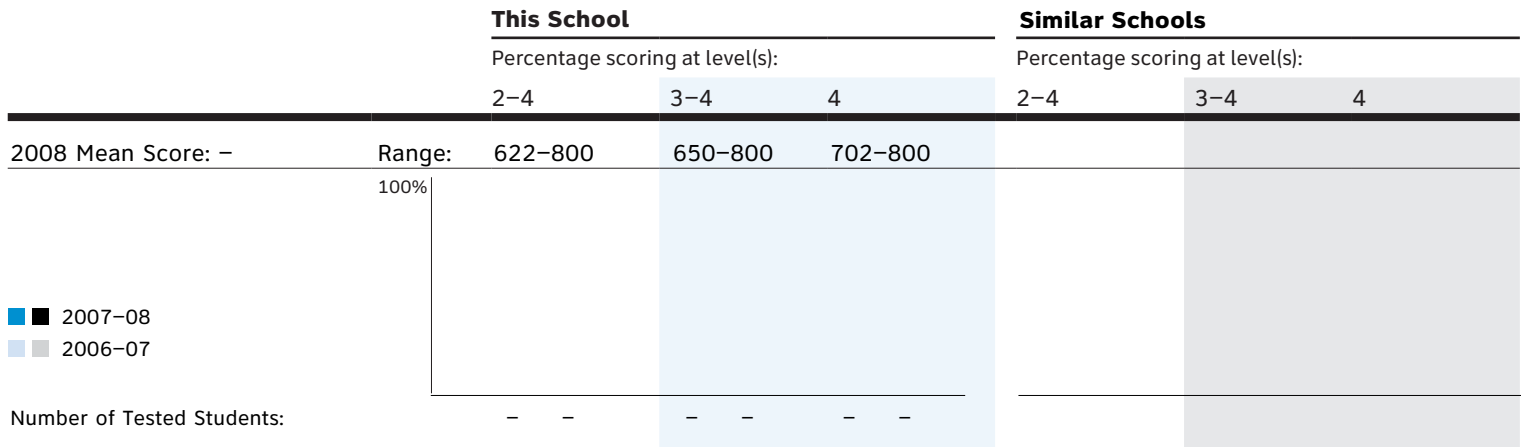 This School Similar Schools
Percentage scoring at level(s): Percentage scoring at level(s):
2–4 3–4 4 2–4 3–4 4
2008 Mean Score: – Range: 622–800 650–800 702–800
100%
2007–08
2006–07
Number of Tested Students: – – – – – –